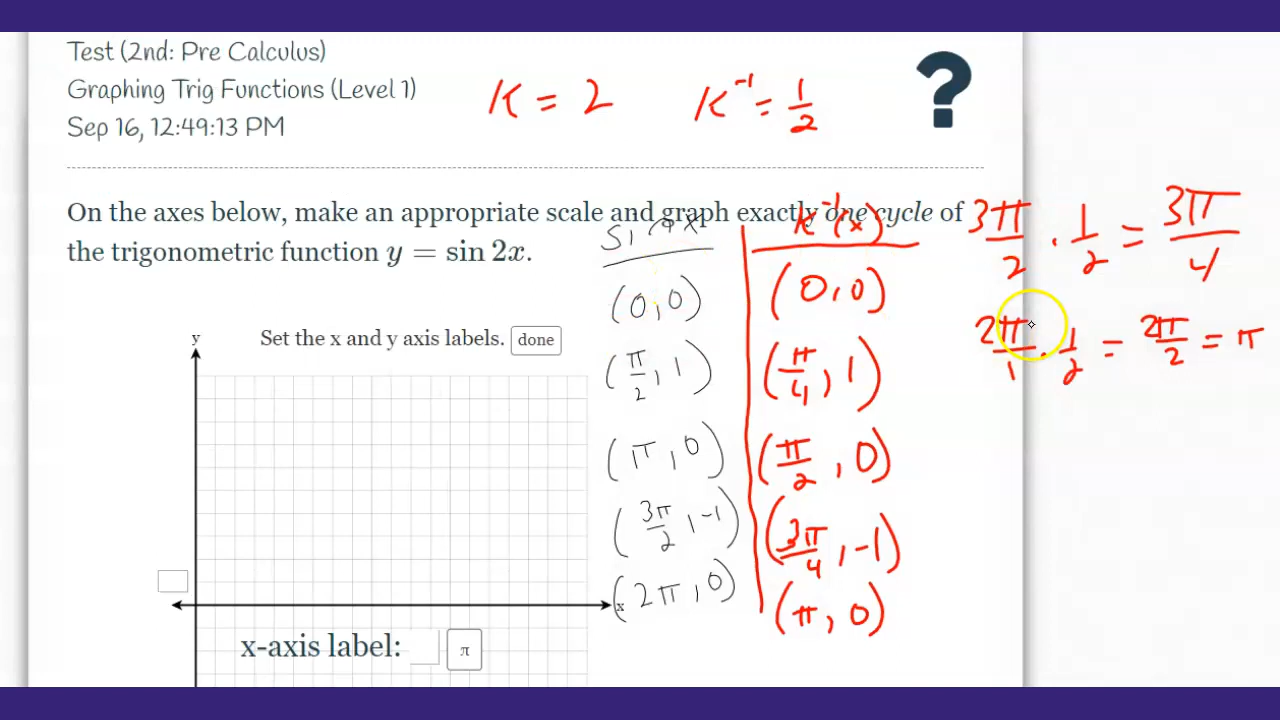 Test (2nd: Pre Calculus)
Graphing Trig Functions (Level 1)
Sep 16, 12:49:13 PM
K = 2
K⁻¹ = 1/2
?
On the axes below, make an appropriate scale and graph exactly one cycle of
the trigonometric function y = sin 2x.
sin x
(0, 0)
(π/2, 1)
(π, 0)
(3π/2, -1)
(2π, 0)
K⁻¹(x)
(0, 0)
(π/4, 1)
(π/2, 0)
(3π/4, -1)
(π, 0)
3π/2 · 1/2 = 3π/4
2π/1 · 1/2 = 2π/2 = π
Set the x and y axis labels. done
y
x
x-axis label: π